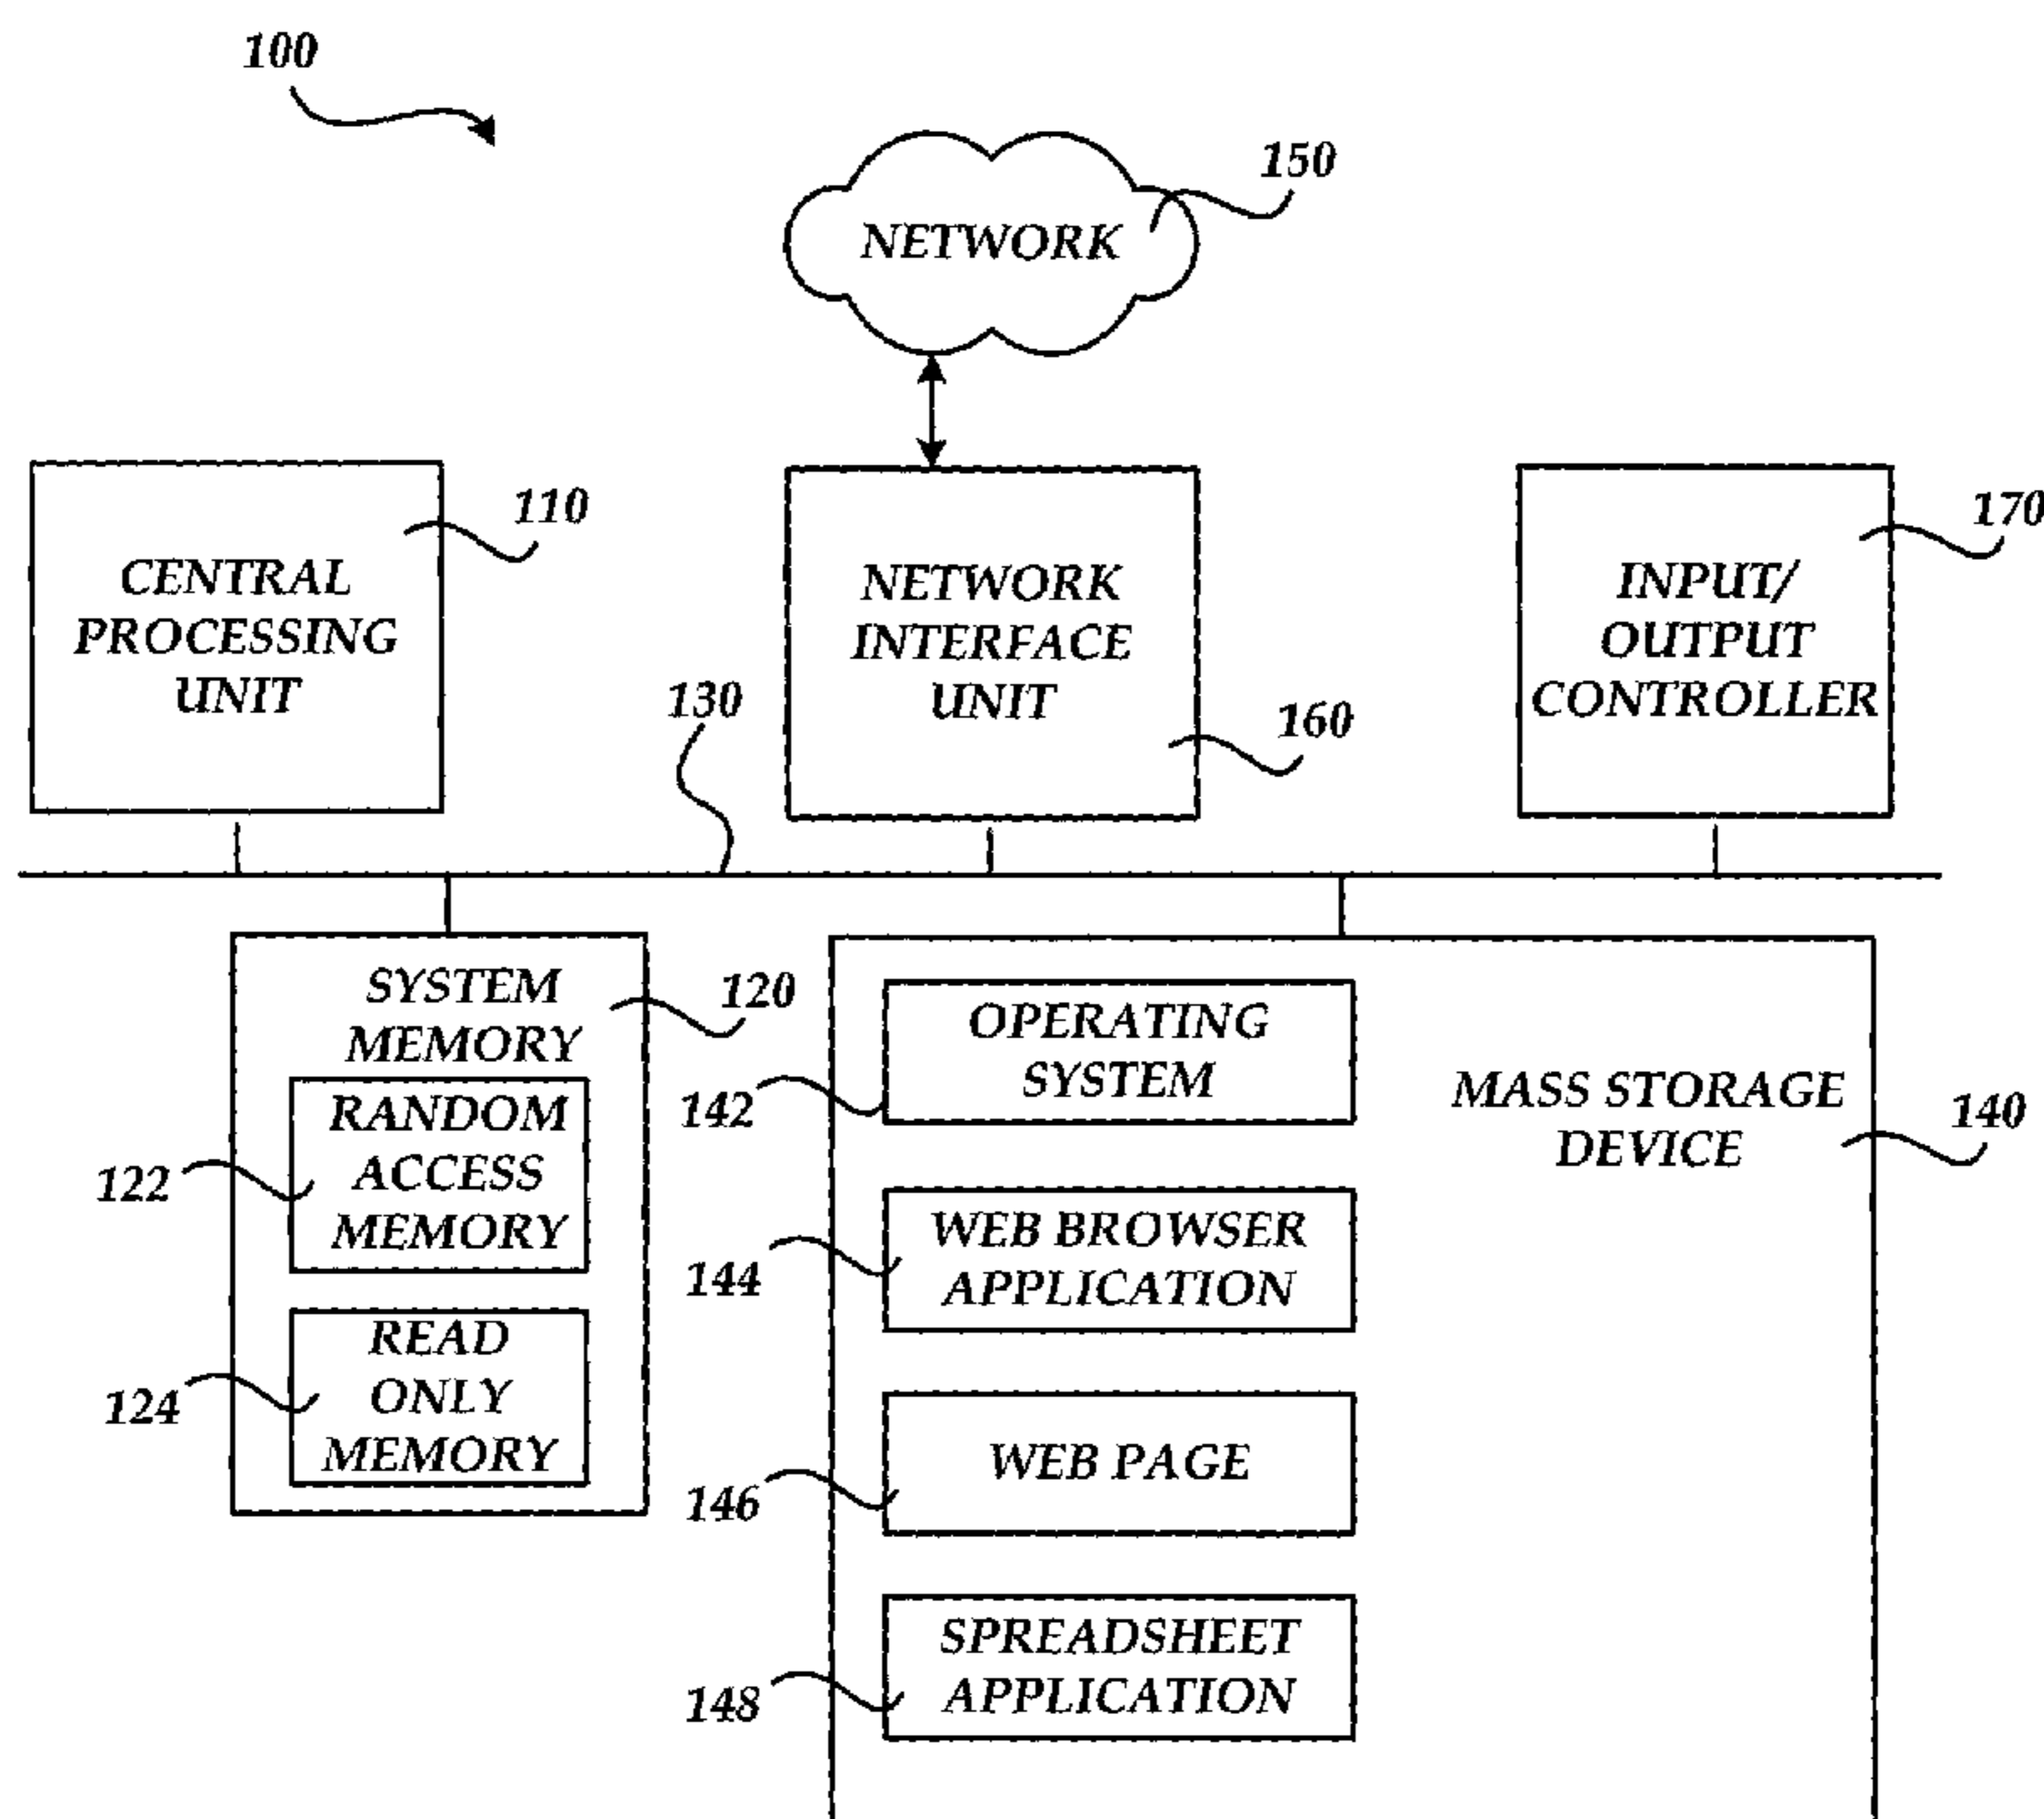 100
150
NETWORK
110
CENTRAL
PROCESSING
UNIT
NETWORK
INTERFACE
UNIT
160
170
INPUT/
OUTPUT
CONTROLLER
130
SYSTEM
MEMORY
120
RANDOM
ACCESS
MEMORY
122
READ
ONLY
MEMORY
124
OPERATING
SYSTEM
142
MASS STORAGE
DEVICE
140
WEB BROWSER
APPLICATION
144
WEB PAGE
146
SPREADSHEET
APPLICATION
148